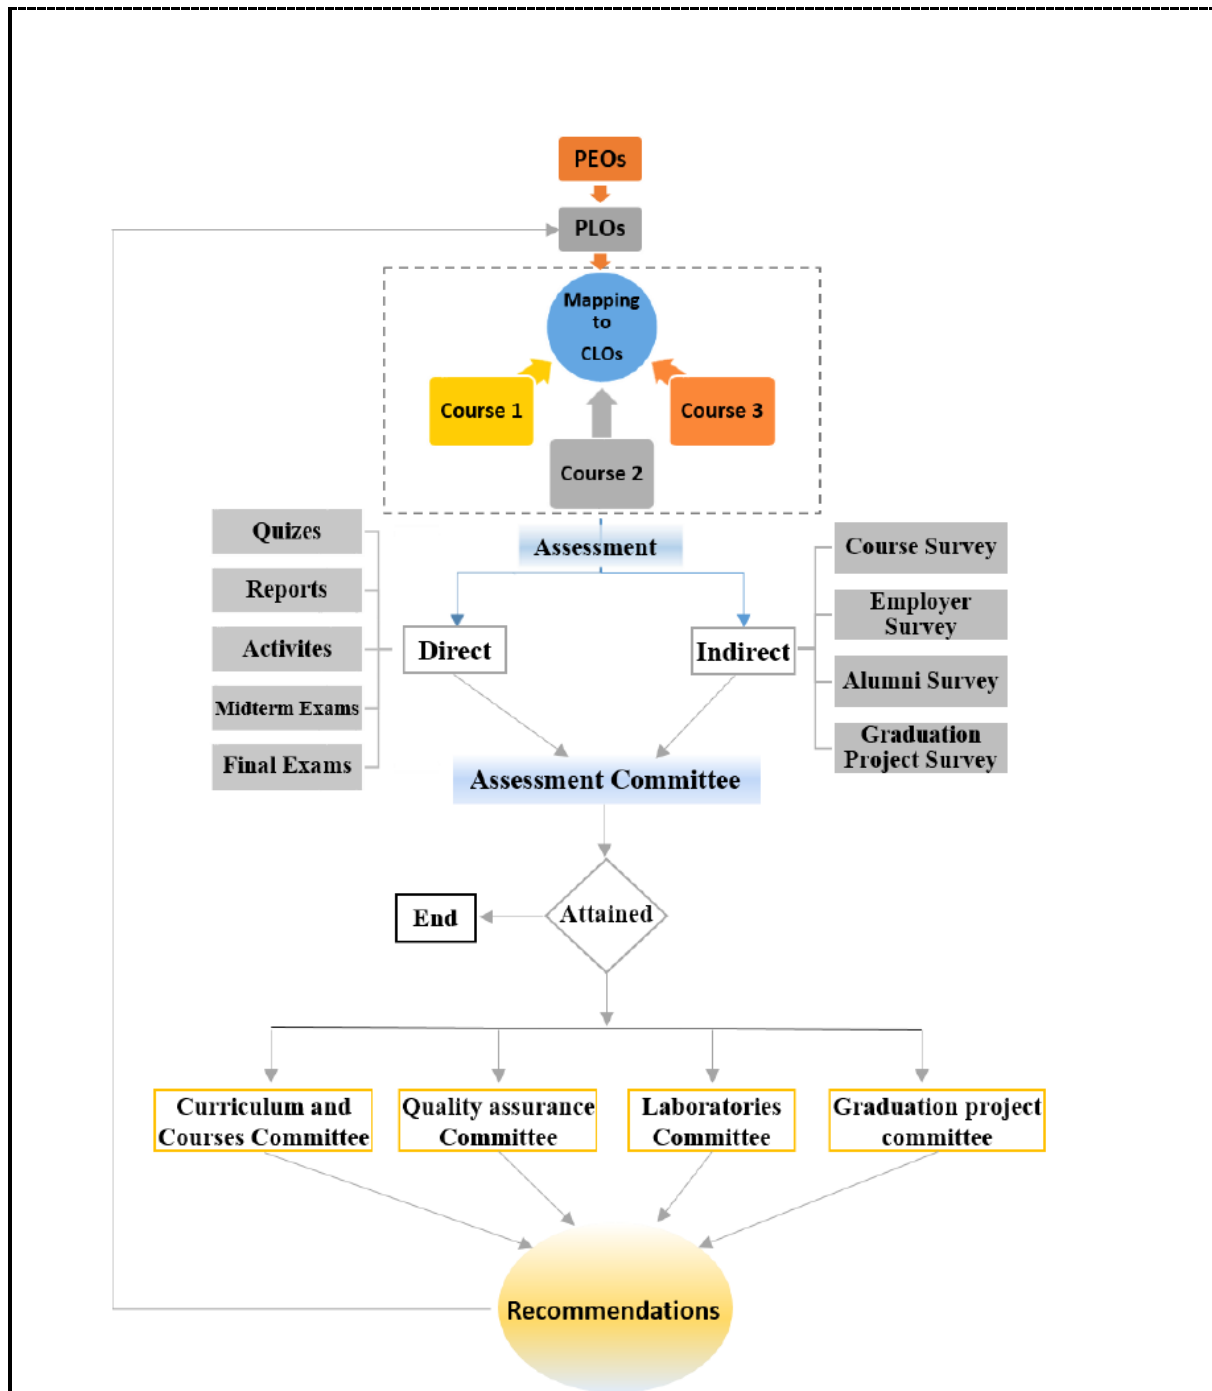 PEOs
PLOs
Mapping
to
CLOs
Course 1
Course 3
Course 2
Assessment
Quizes
Reports
Activites
Midterm Exams
Final Exams
Direct
Indirect
Course Survey
Employer
Survey
Alumni Survey
Graduation
Project Survey
Assessment Committee
Attained
End
Curriculum and
Courses Committee
Quality assurance
Committee
Laboratories
Committee
Graduation project
committee
Recommendations